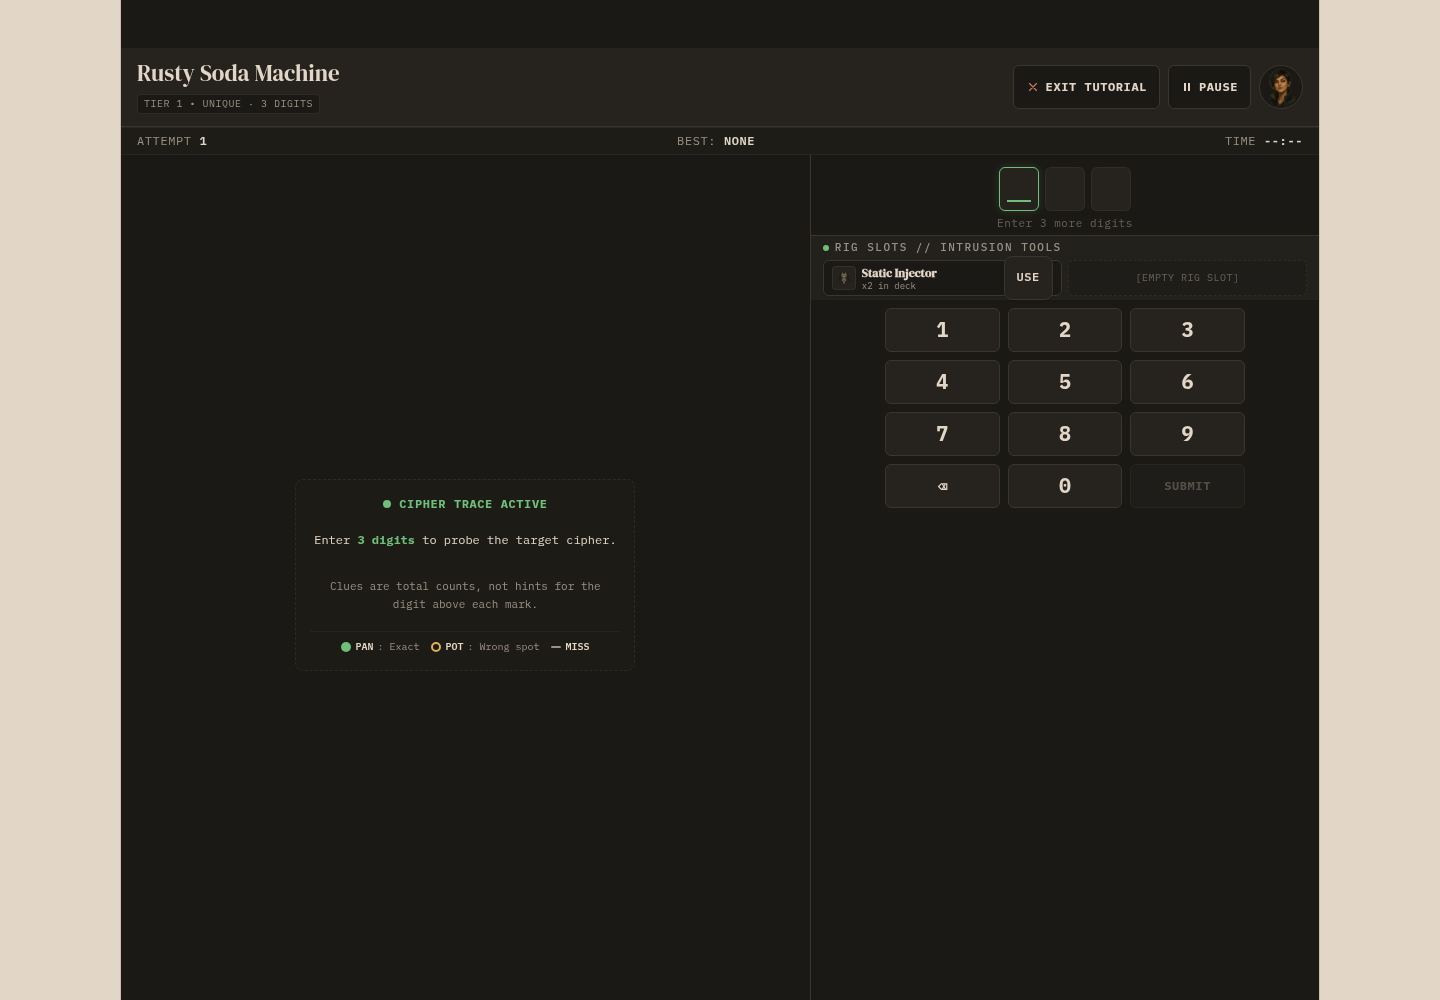 Rusty Soda Machine
TIER 1 • UNIQUE · 3 DIGITS
EXIT TUTORIAL
PAUSE
ATTEMPT 1
BEST: NONE
TIME --:--
Enter 3 more digits
RIG SLOTS // INTRUSION TOOLS
Static Injector
x2 in deck
USE
[EMPTY RIG SLOT]
1 2 3
4 5 6
7 8 9
0 SUBMIT
CIPHER TRACE ACTIVE
Enter 3 digits to probe the target cipher.
Clues are total counts, not hints for the
digit above each mark.
PAN : Exact POT : Wrong spot MISS